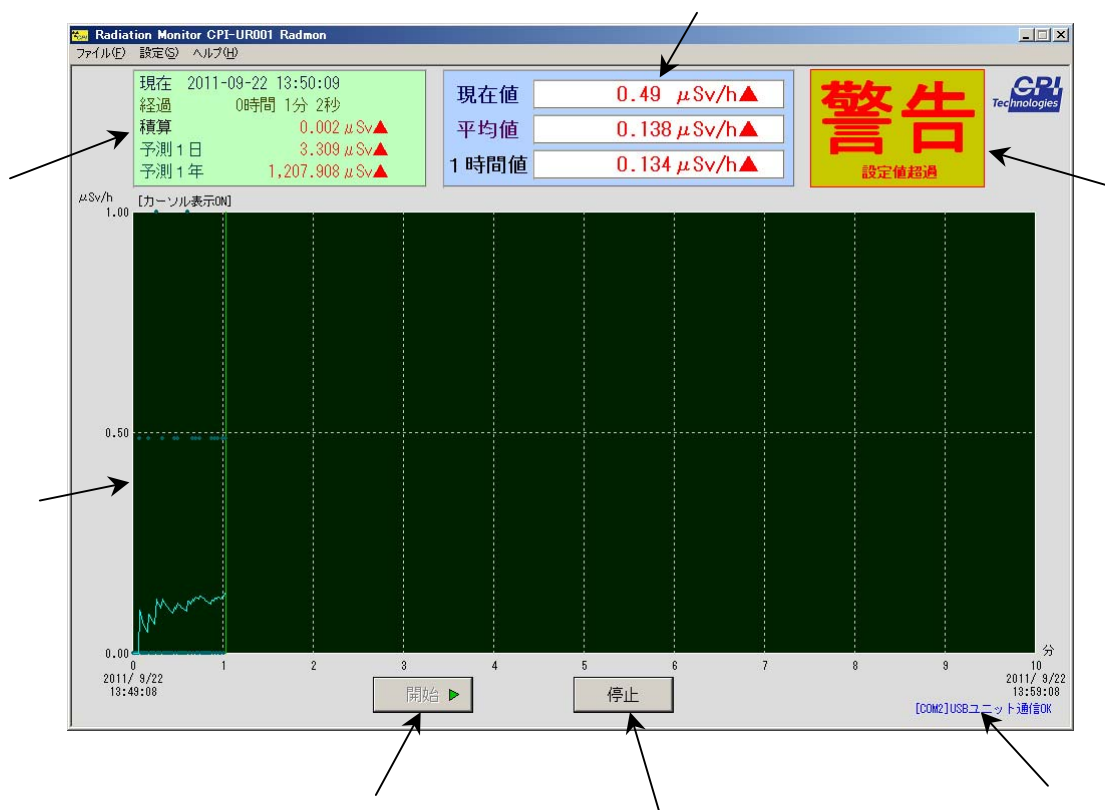 Radiation Monitor CPI-UR001 Radmon
ファイル(F) 設定(S) ヘルプ(H)
現在 2011-09-22 13:50:09
経過 0時間 1分 2秒
積算 0.002 μSv▲
予測1日 3.309 μSv▲
予測1年 1,207.908 μSv▲
現在値 0.49 μSv/h▲
平均値 0.138 μSv/h▲
1時間値 0.134 μSv/h▲
警告
設定値超過
CPI
Technologies
μSv/h [カーソル表示ON]
1.00
0.50
0.00
0 1 2 3 4 5 6 7 8 9 10 分
2011/ 9/22
13:49:08
2011/ 9/22
13:59:08
開始
停止
[COM2]USBユニット通信OK